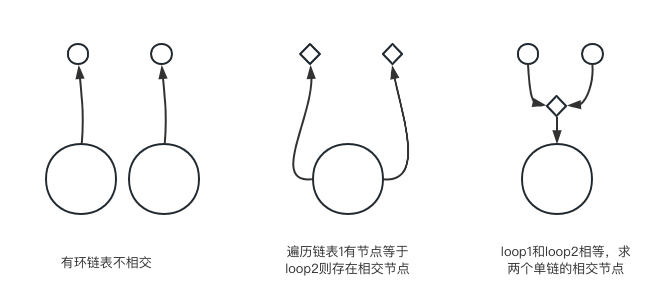 有环链表不相交
遍历链表1有节点等于
loop2则存在相交节点
loop1和loop2相等，求
两个单链的相交节点